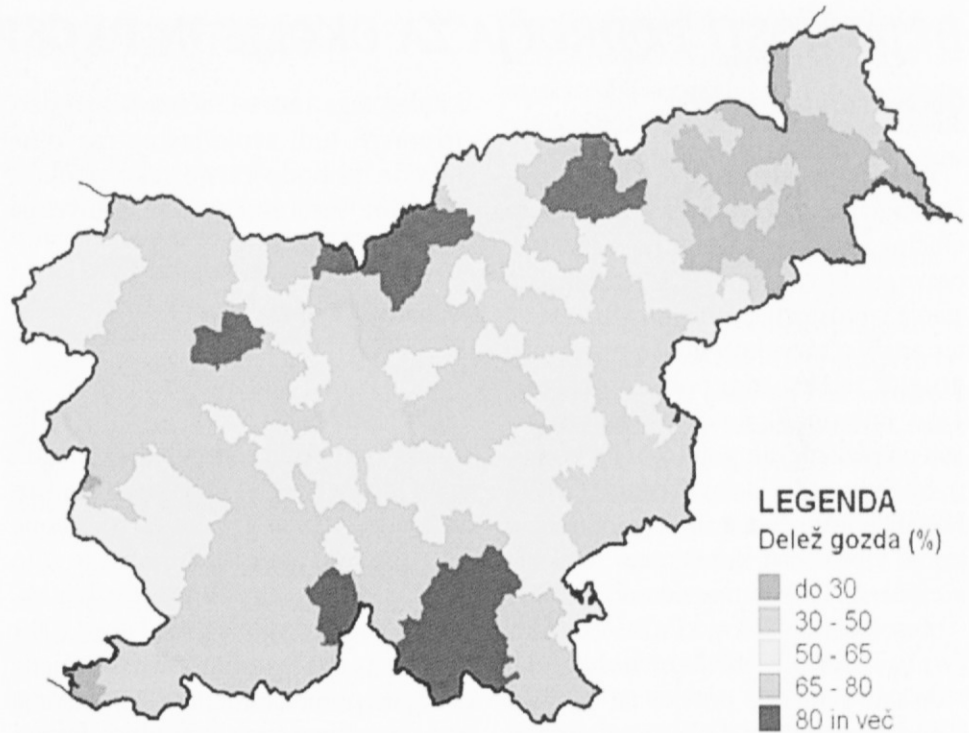 LEGENDA
Delež gozda (%)
do 30
30 - 50
50 - 65
65 - 80
80 in več